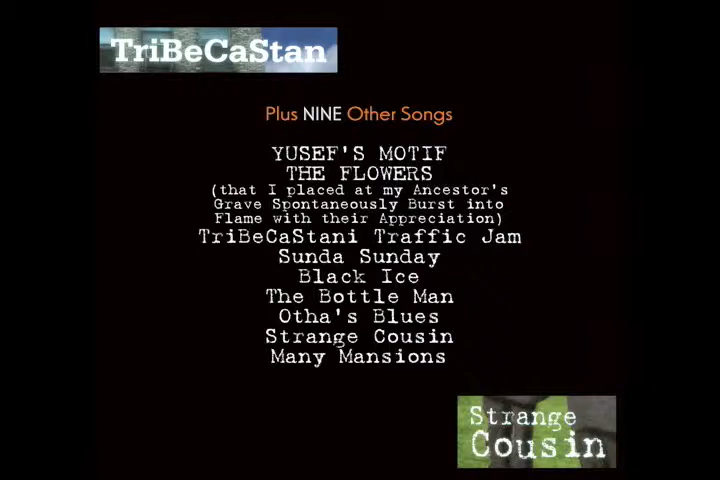 TriBeCaStan
Plus NINE Other Songs
YUSEF'S MOTIF
THE FLOWERS
(that I placed at my Ancestor's
Grave Spontaneously Burst into
Flame with their Appreciation)
TriBeCaStani Traffic Jam
Sunda Sunday
Black Ice
The Bottle Man
Otha's Blues
Strange Cousin
Many Mansions
Strange
Cousin